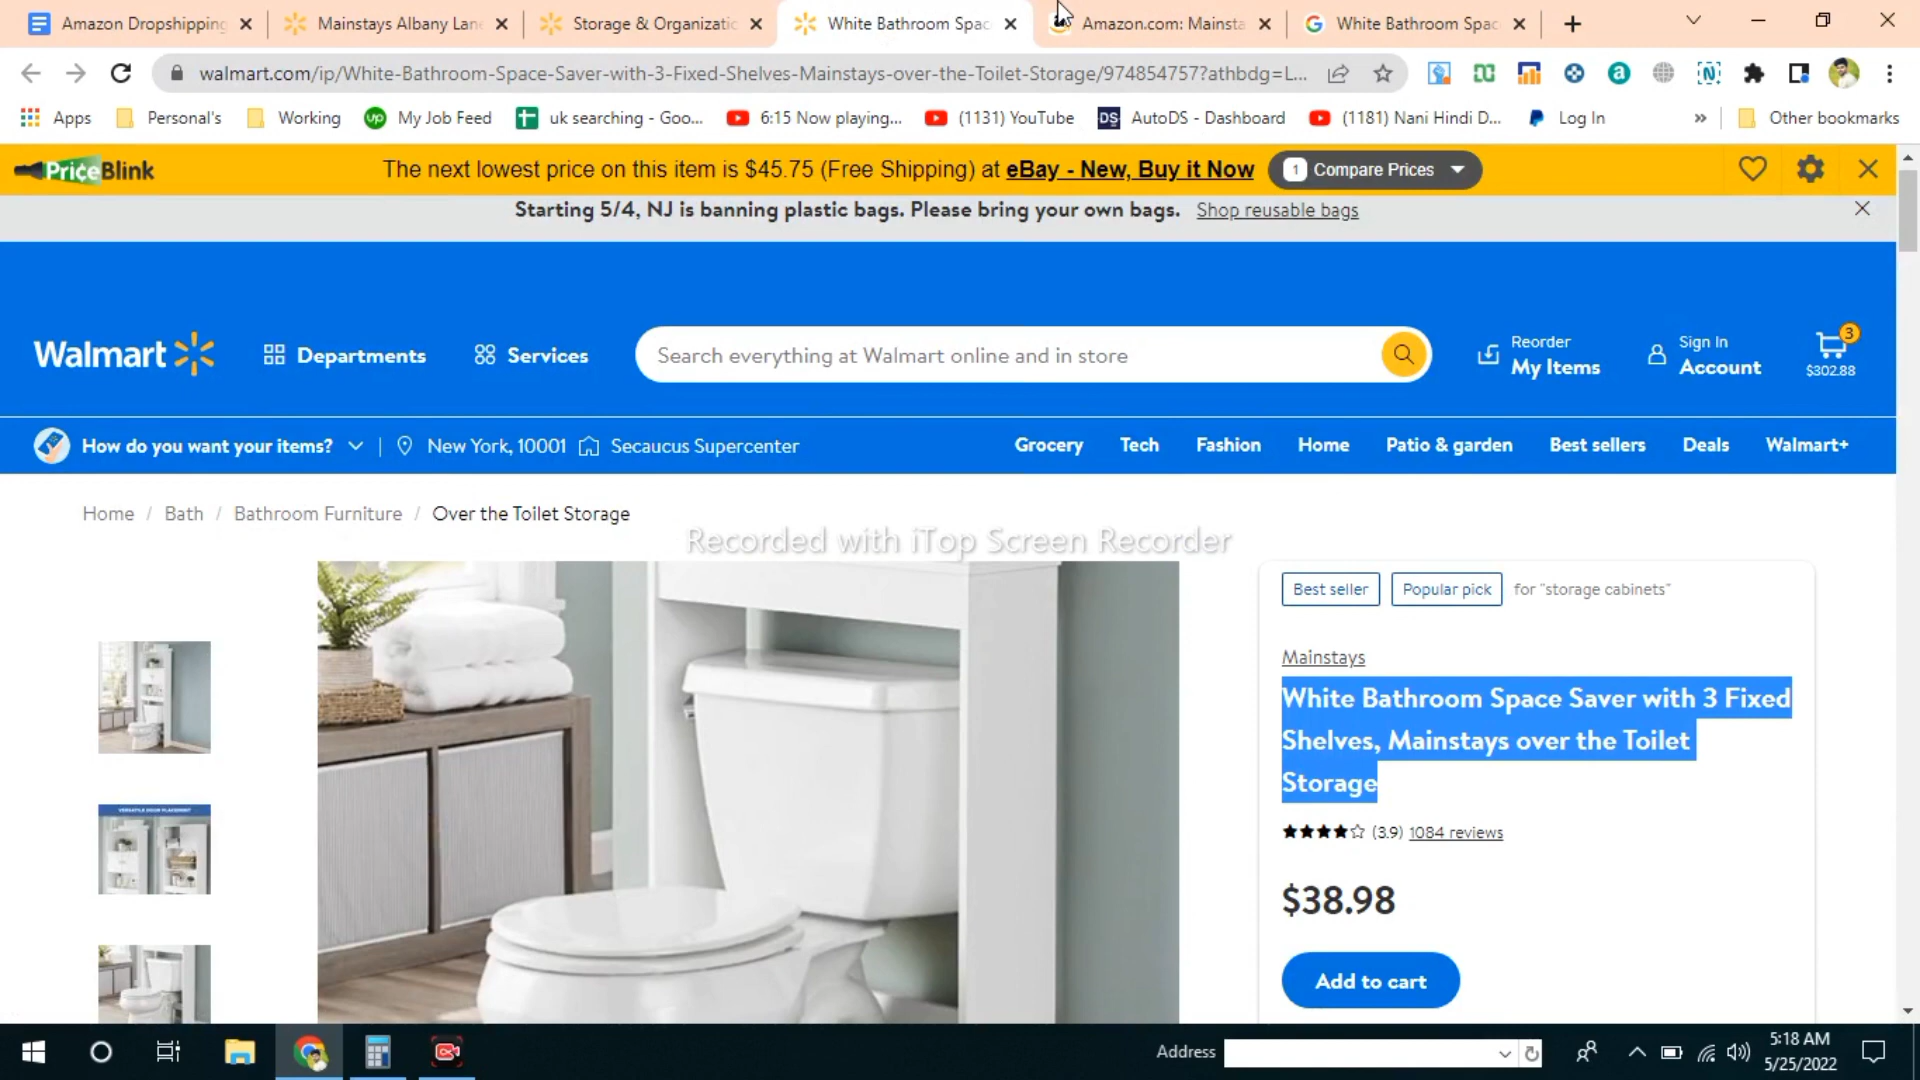 Amazon Dropshipping
Mainstays Albany Lan
Storage & Organizatio
White Bathroom Spac
Amazon.com: Mainsta
White Bathroom Spac
walmart.com/ip/White-Bathroom-Space-Saver-with-3-Fixed-Shelves-Mainstays-over-the-Toilet-Storage/974854757?athbdg=L...
Apps
Personal's
Working
My Job Feed
uk searching - Goo...
6:15 Now playing...
(1131) YouTube
DS AutoDS - Dashboard
(1181) Nani Hindi D...
Log In
»
Other bookmarks
PriceBlink
The next lowest price on this item is $45.75 (Free Shipping) at eBay - New, Buy it Now
1 Compare Prices
Starting 5/4, NJ is banning plastic bags. Please bring your own bags. Shop reusable bags
Walmart
Departments
Services
Search everything at Walmart online and in store
Reorder
My Items
Sign In
Account
3
$302.88
How do you want your items?
New York, 10001
Secaucus Supercenter
Grocery
Tech
Fashion
Home
Patio & garden
Best sellers
Deals
Walmart+
Home / Bath / Bathroom Furniture / Over the Toilet Storage
Recorded with iTop Screen Recorder
Best seller
Popular pick
for "storage cabinets"
Mainstays
White Bathroom Space Saver with 3 Fixed
Shelves, Mainstays over the Toilet
Storage
(3.9) 1084 reviews
$38.98
Add to cart
Address
5:18 AM
5/25/2022